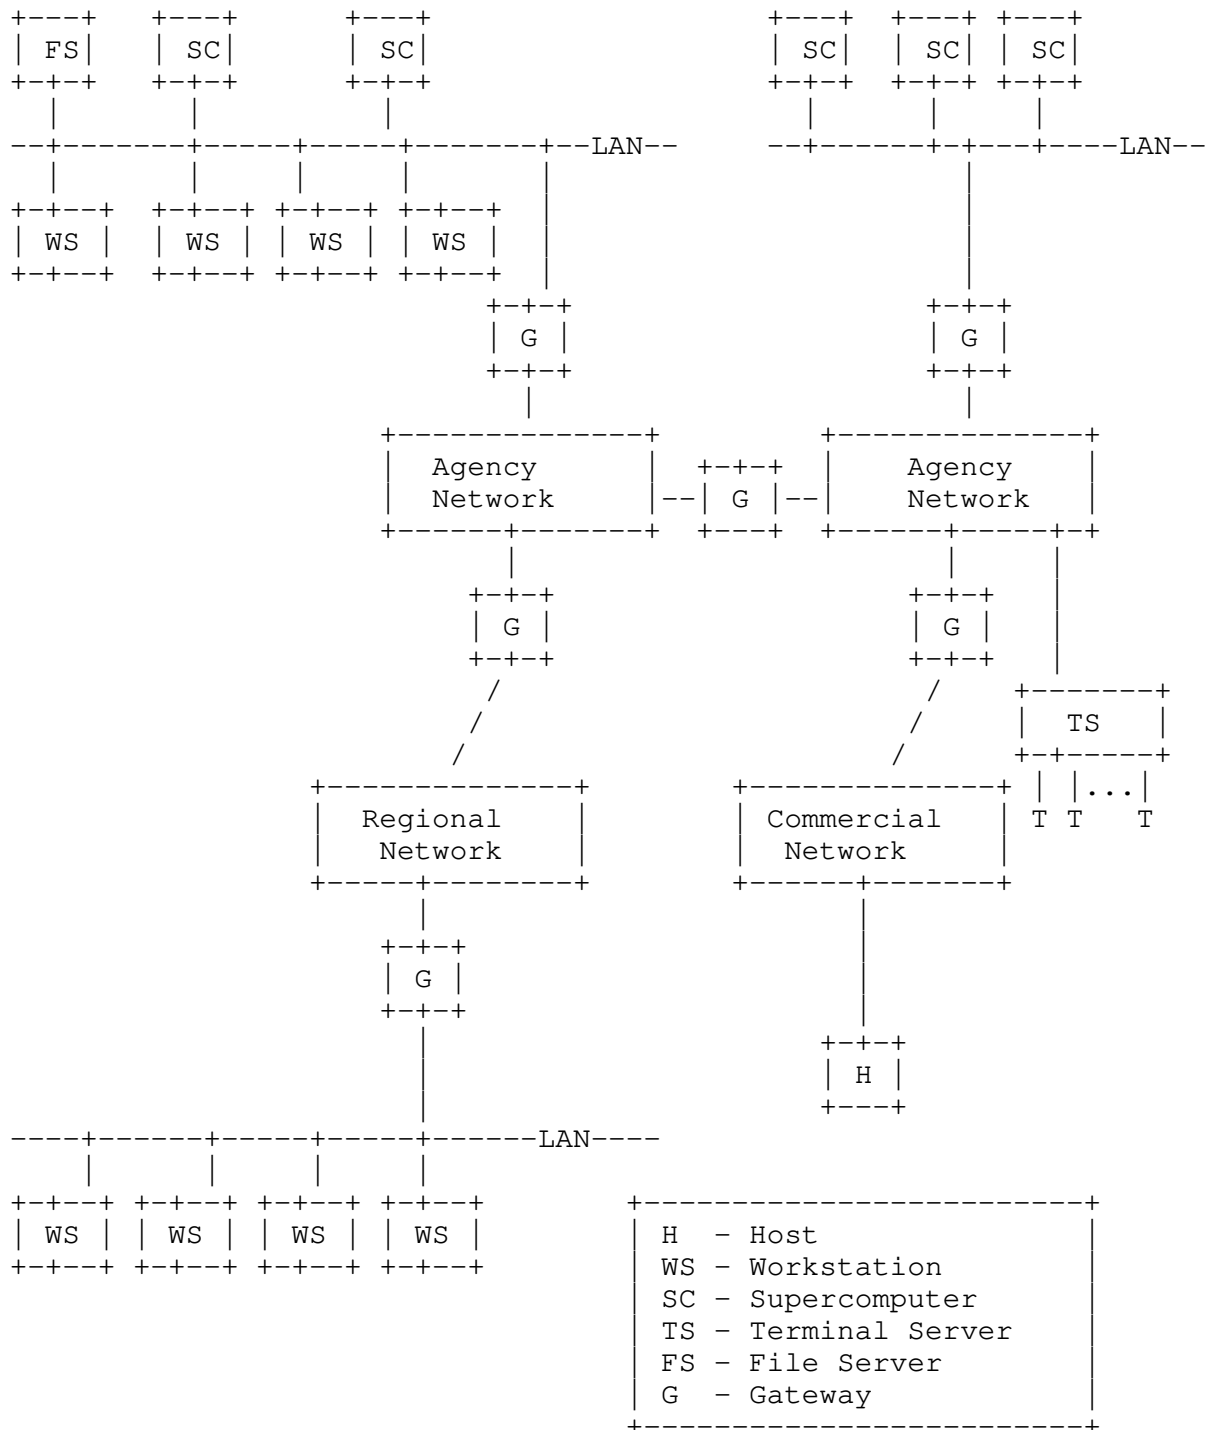 FS SC SC SC SC SC
LAN LAN
WS WS WS WS
G G
Agency Agency
Network G Network
G G
TS
Regional Commercial T T ... T
Network Network
G
H
LAN
WS WS WS WS
H - Host
WS - Workstation
SC - Supercomputer
TS - Terminal Server
FS - File Server
G - Gateway